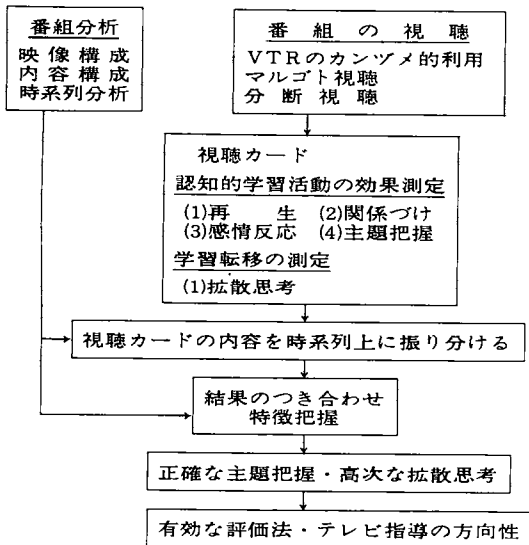 番組分析
映像構成
内容構成
時系列分析
番組の視聴
VTRのカンヅメ的利用
マルゴト視聴
分断視聴
視聴カード
認知的学習活動の効果測定
(1)再生 (2)関係づけ
(3)感情反応 (4)主題把握
学習転移の測定
(1)拡散思考
視聴カードの内容を時系列上に振り分ける
結果のつき合わせ
特徴把握
正確な主題把握・高次な拡散思考
有効な評価法・テレビ指導の方向性